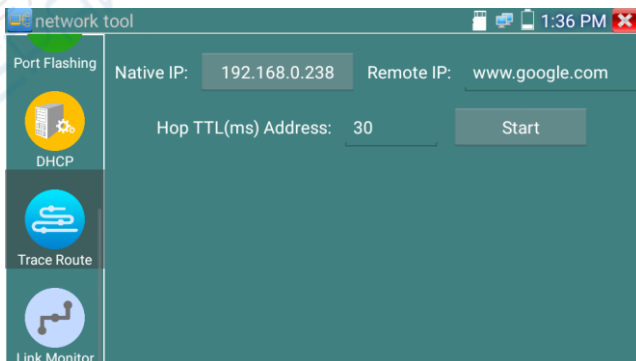 network tool
1:36 PM
Port Flashing
Native IP: 192.168.0.238 Remote IP: www.google.com
Hop TTL(ms) Address: 30 Start
DHCP
Trace Route
Link Monitor